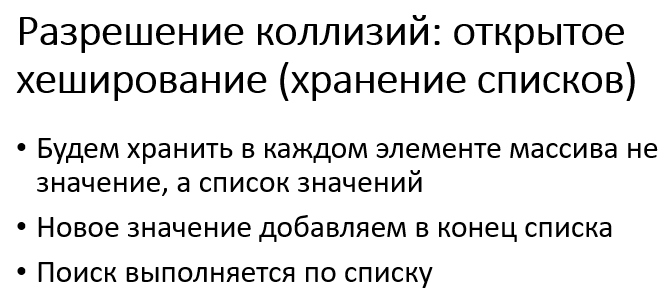 Разрешение коллизий: открытое
хеширование (хранение списков)
• Будем хранить в каждом элементе массива не
значение, а список значений
• Новое значение добавляем в конец списка
• Поиск выполняется по списку